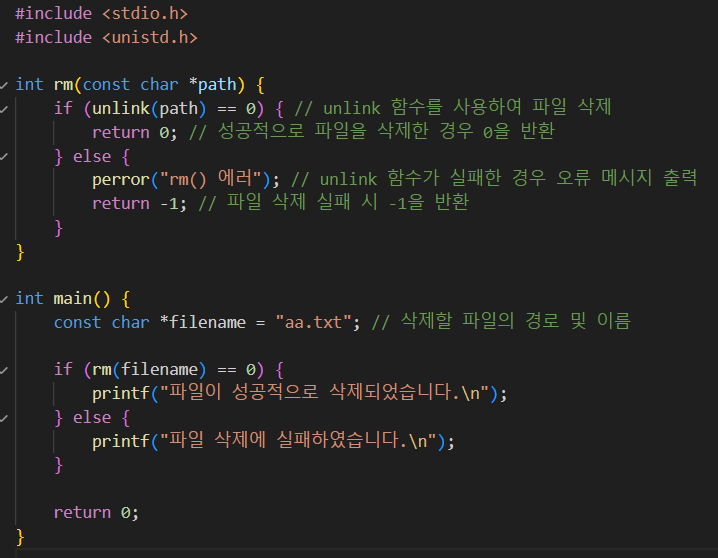 #include <stdio.h>
#include <unistd.h>
int rm(const char *path) {
if (unlink(path) == 0) { // unlink 함수를 사용하여 파일 삭제
return 0; // 성공적으로 파일을 삭제한 경우 0을 반환
} else {
perror("rm() 에러"); // unlink 함수가 실패한 경우 오류 메시지 출력
return -1; // 파일 삭제 실패 시 -1을 반환
}
}
int main() {
const char *filename = "aa.txt"; // 삭제할 파일의 경로 및 이름
if (rm(filename) == 0) {
printf("파일이 성공적으로 삭제되었습니다.\n");
} else {
printf("파일 삭제에 실패하였습니다.\n");
}
return 0;
}